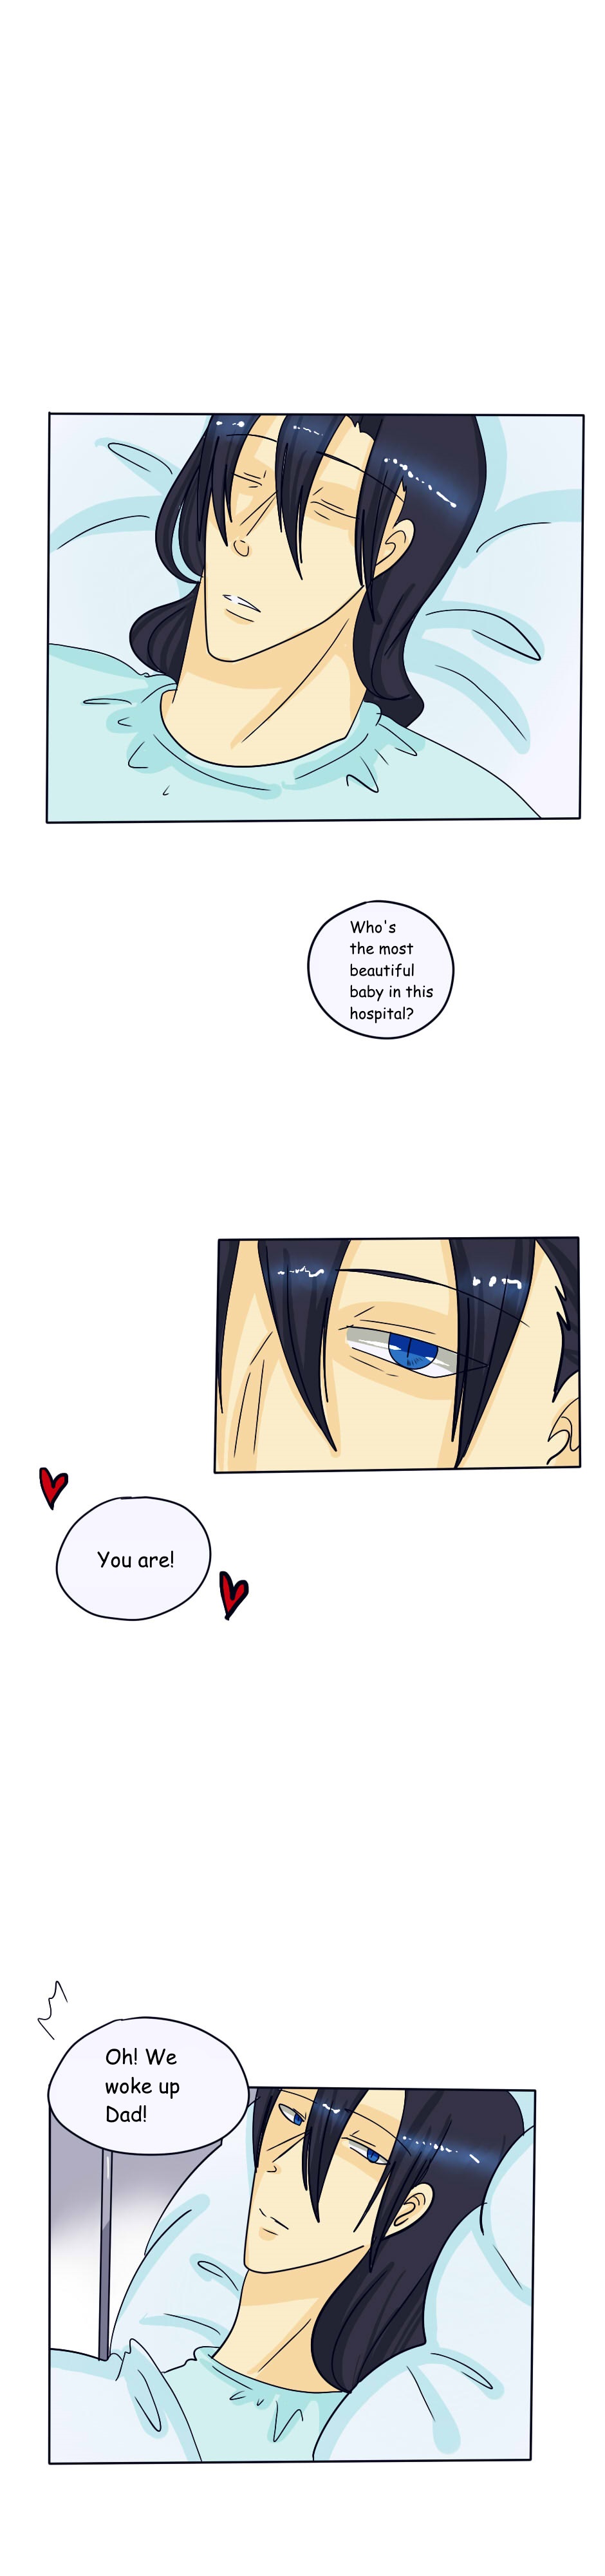 Who's
the most
beautiful
baby in this
hospital?
You are!
Oh! We
woke up
Dad!